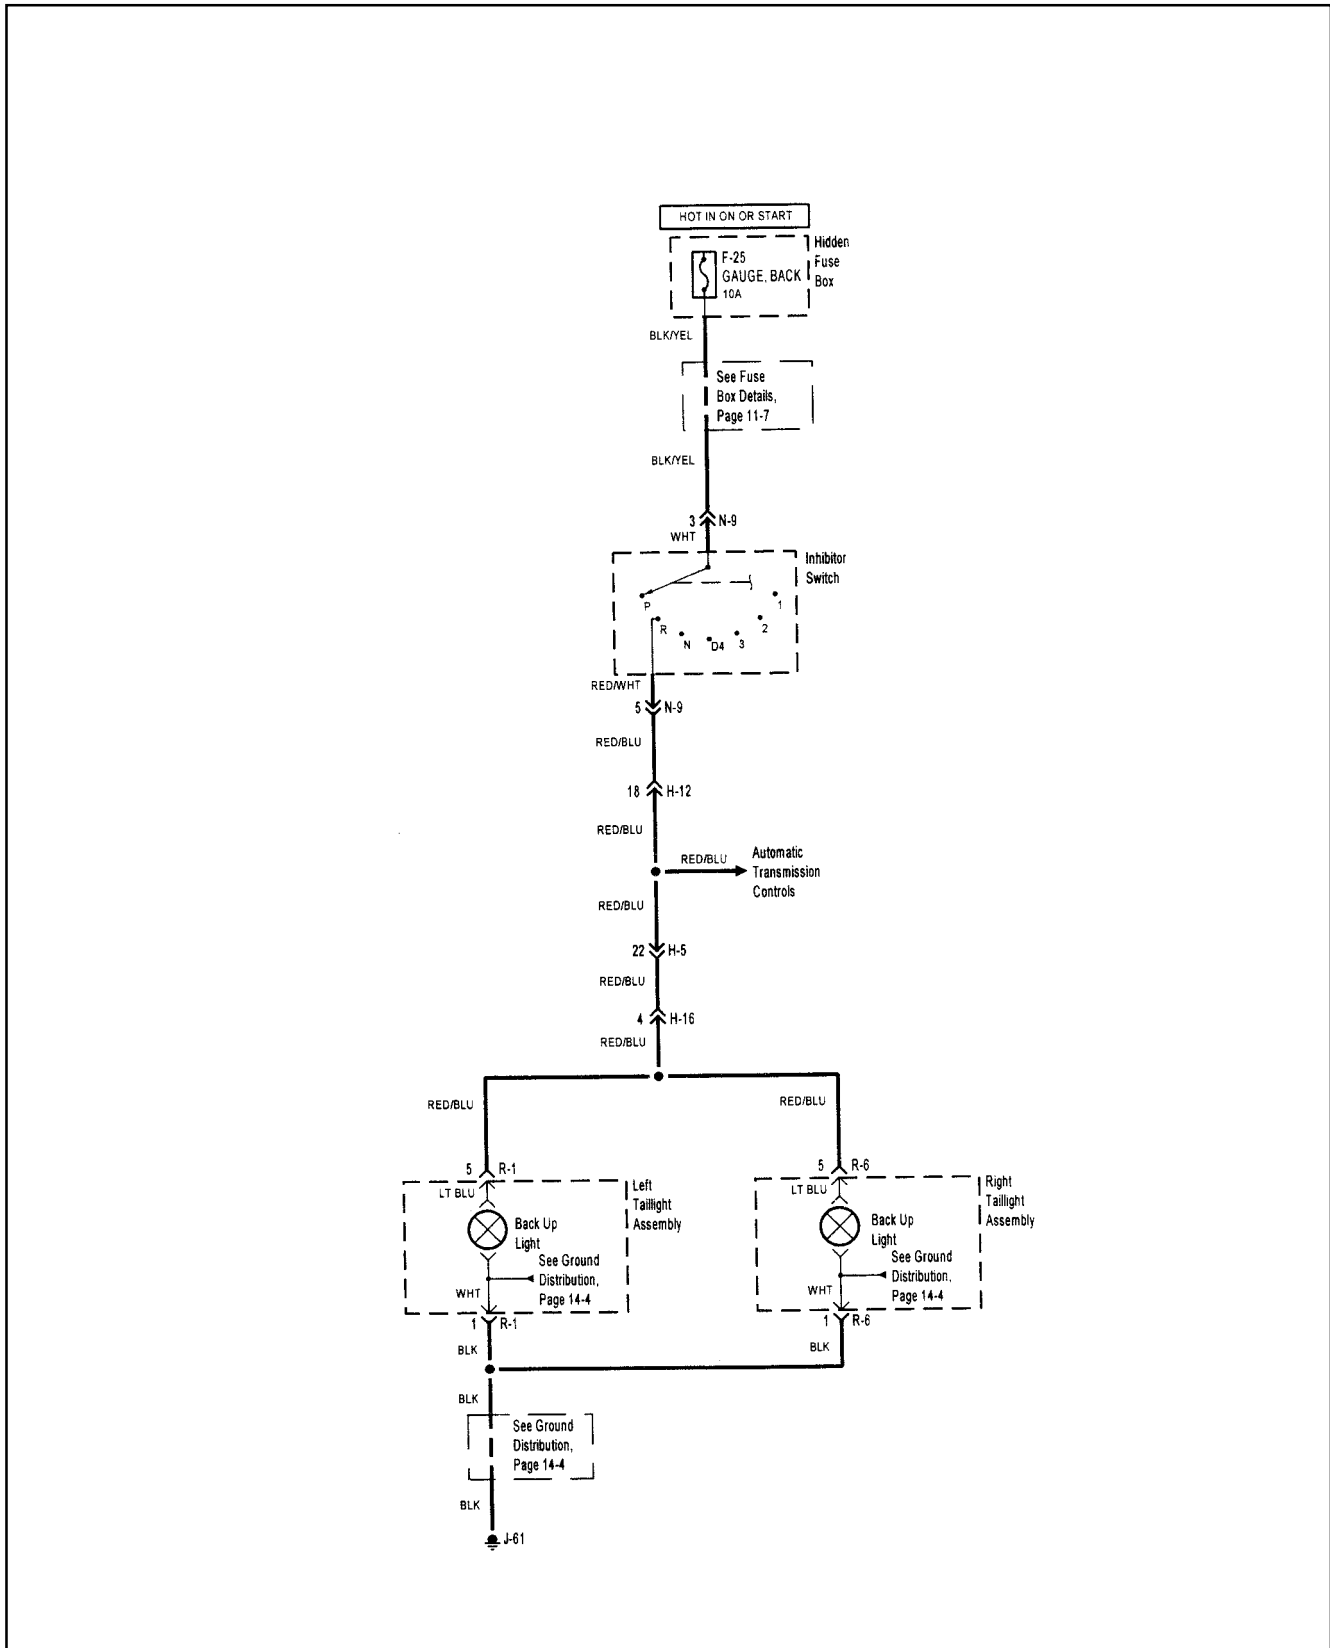 HOT IN ON OR START
Hidden
Fuse
Box
F-25
GAUGE, BACK
10A
BLK/YEL
See Fuse
Box Details,
Page 11-7
BLK/YEL
3 N-9
WHT
Inhibitor
Switch
P
R
N
D4
3
2
1
RED/WHT
5 N-9
RED/BLU
18 H-12
RED/BLU
RED/BLU
Automatic
Transmission
Controls
RED/BLU
22 H-5
RED/BLU
4 H-16
RED/BLU
RED/BLU
RED/BLU
5 R-1
5 R-6
LT BLU
Left
Taillight
Assembly
Back Up
Light
See Ground
Distribution,
Page 14-4
WHT
1 R-1
BLK
LT BLU
Right
Taillight
Assembly
Back Up
Light
See Ground
Distribution,
Page 14-4
WHT
1 R-6
BLK
BLK
See Ground
Distribution,
Page 14-4
BLK
J-61